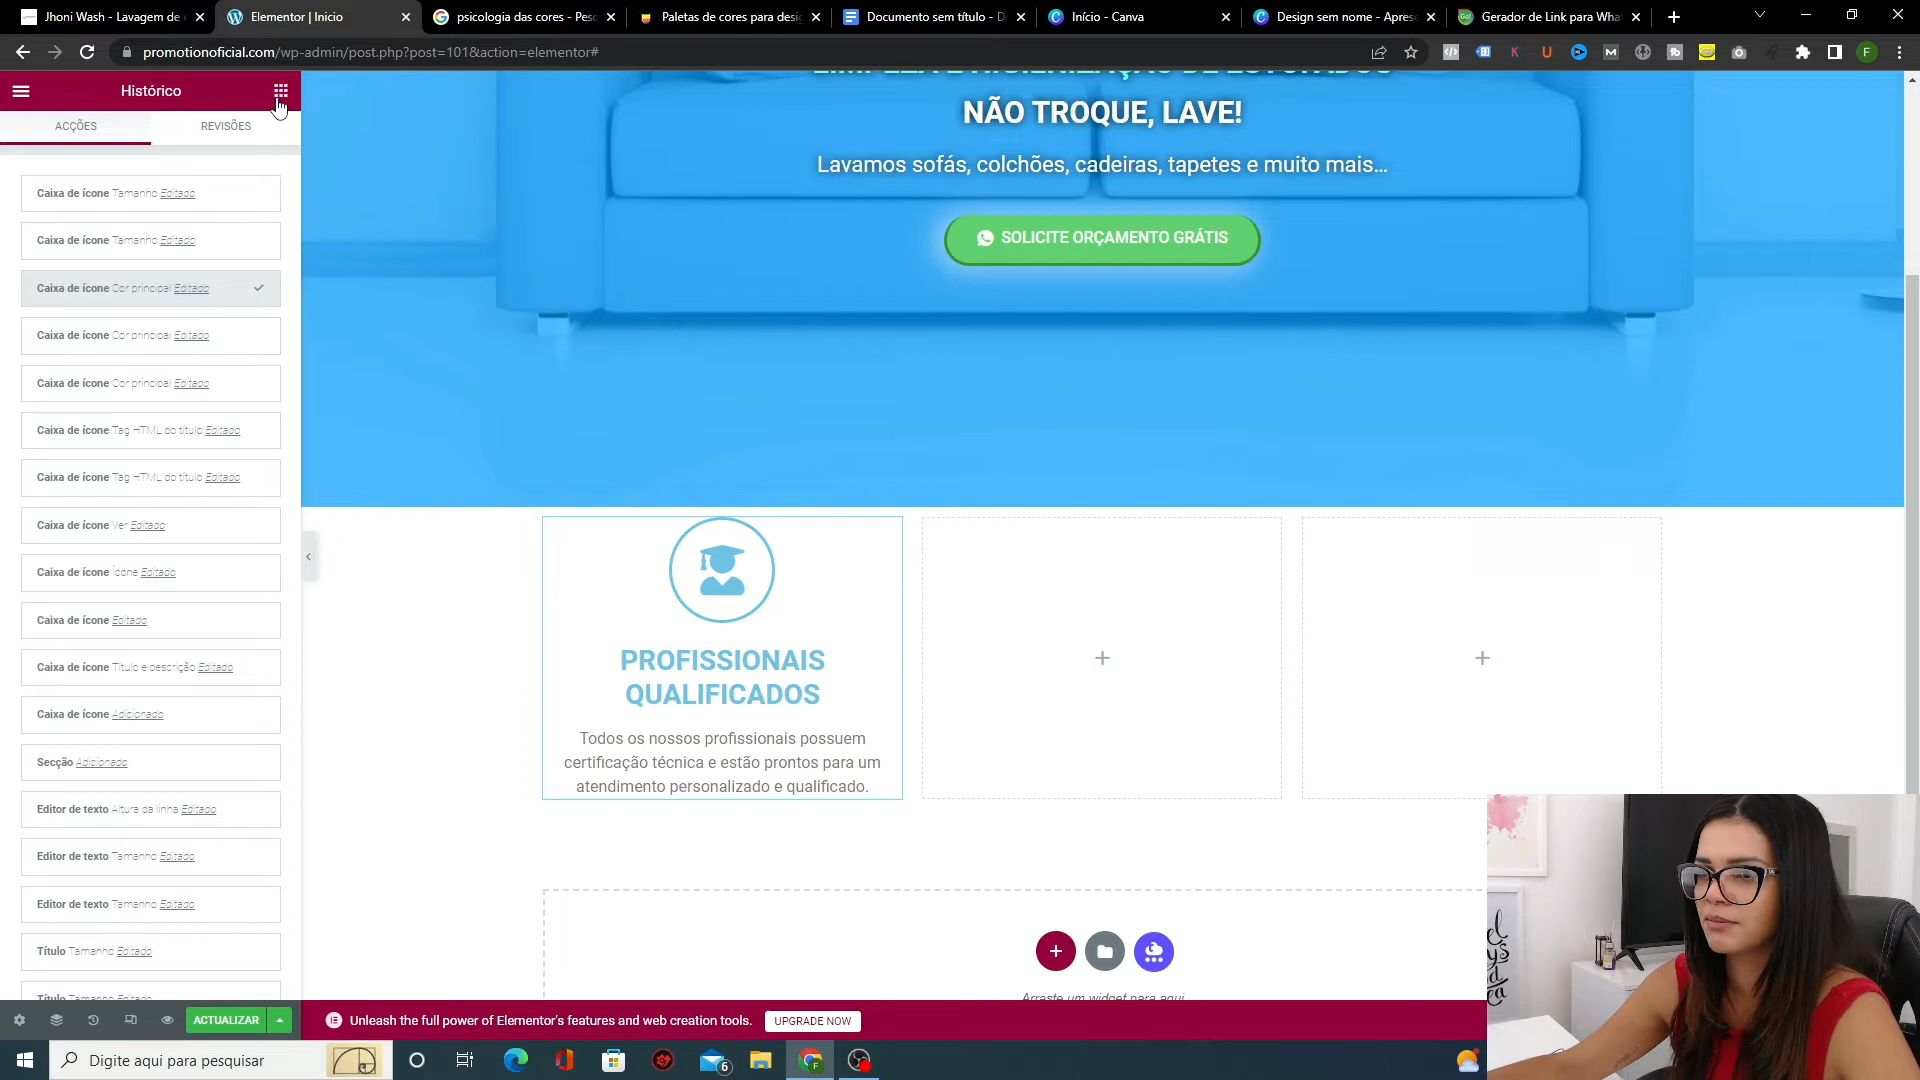 Jhoni Wash - Lavagem de
Elementor | Inicio
psicologia das cores - Pes
Paletas de cores para desi
Documento sem título - D
Início - Canva
Design sem nome - Aprese
Gerador de Link para Wha
promotionoficial.com/wp-admin/post.php?post=101&action=elementor#
Histórico
ACÇÕES
REVISÕES
Caixa de ícone Tamanho Editado
Caixa de ícone Tamanho Editado
Caixa de ícone Cor principal Editado
Caixa de ícone Cor principal Editado
Caixa de ícone Cor principal Editado
Caixa de ícone Tag HTML do título Editado
Caixa de ícone Tag HTML do título Editado
Caixa de ícone Ver Editado
Caixa de ícone Ícone Editado
Caixa de ícone Editado
Caixa de ícone Título e descrição Editado
Caixa de ícone Adicionado
Secção Adicionado
Editor de texto Altura da linha Editado
Editor de texto Tamanho Editado
Editor de texto Tamanho Editado
Título Tamanho Editado
Título Tamanho Editado
ACTUALIZAR
LIMPEZA E HIGIENIZAÇÃO DE ESTOFADOS
NÃO TROQUE, LAVE!
Lavamos sofás, colchões, cadeiras, tapetes e muito mais...
SOLICITE ORÇAMENTO GRÁTIS
PROFISSIONAIS
QUALIFICADOS
Todos os nossos profissionais possuem
certificação técnica e estão prontos para um
atendimento personalizado e qualificado.
Arraste um widget para aqui
Unleash the full power of Elementor's features and web creation tools.
UPGRADE NOW
Digite aqui para pesquisar
6